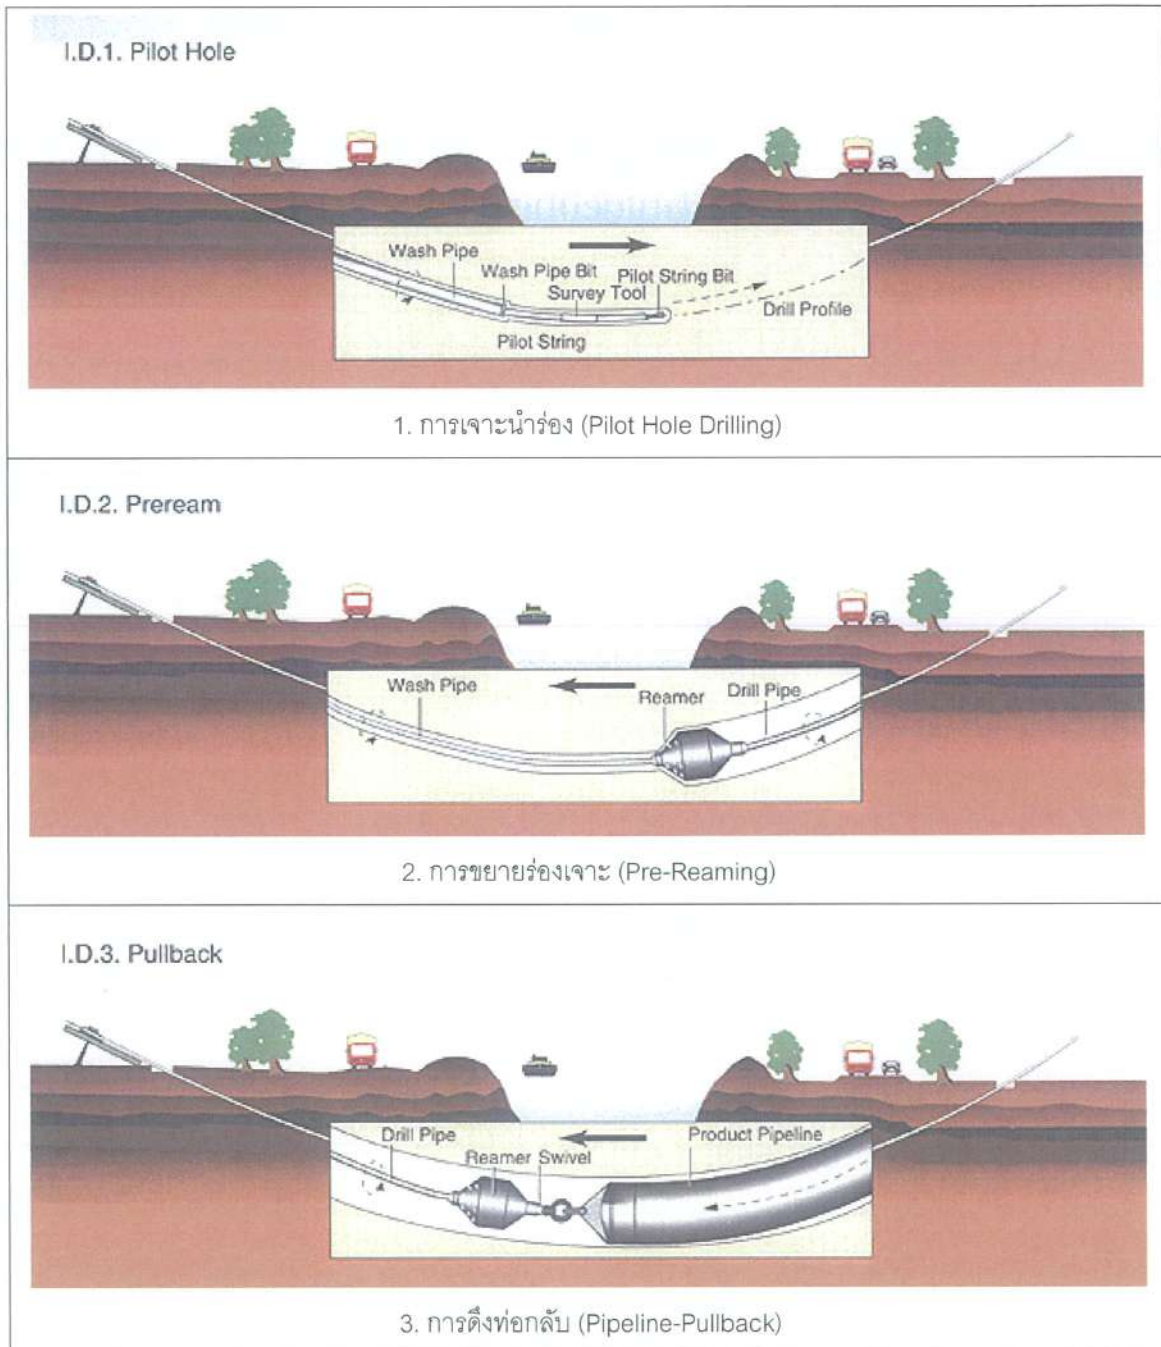 I.D.1. Pilot Hole
Wash Pipe
Wash Pipe Bit
Pilot String Bit
Survey Tool
Drill Profile
Pilot String
1. การเจาะนำร่อง (Pilot Hole Drilling)
I.D.2. Preream
Wash Pipe
Reamer
Drill Pipe
2. การขยายร่องเจาะ (Pre-Reaming)
I.D.3. Pullback
Drill Pipe
Reamer Swivel
Product Pipeline
3. การดึงท่อกลับ (Pipeline-Pullback)